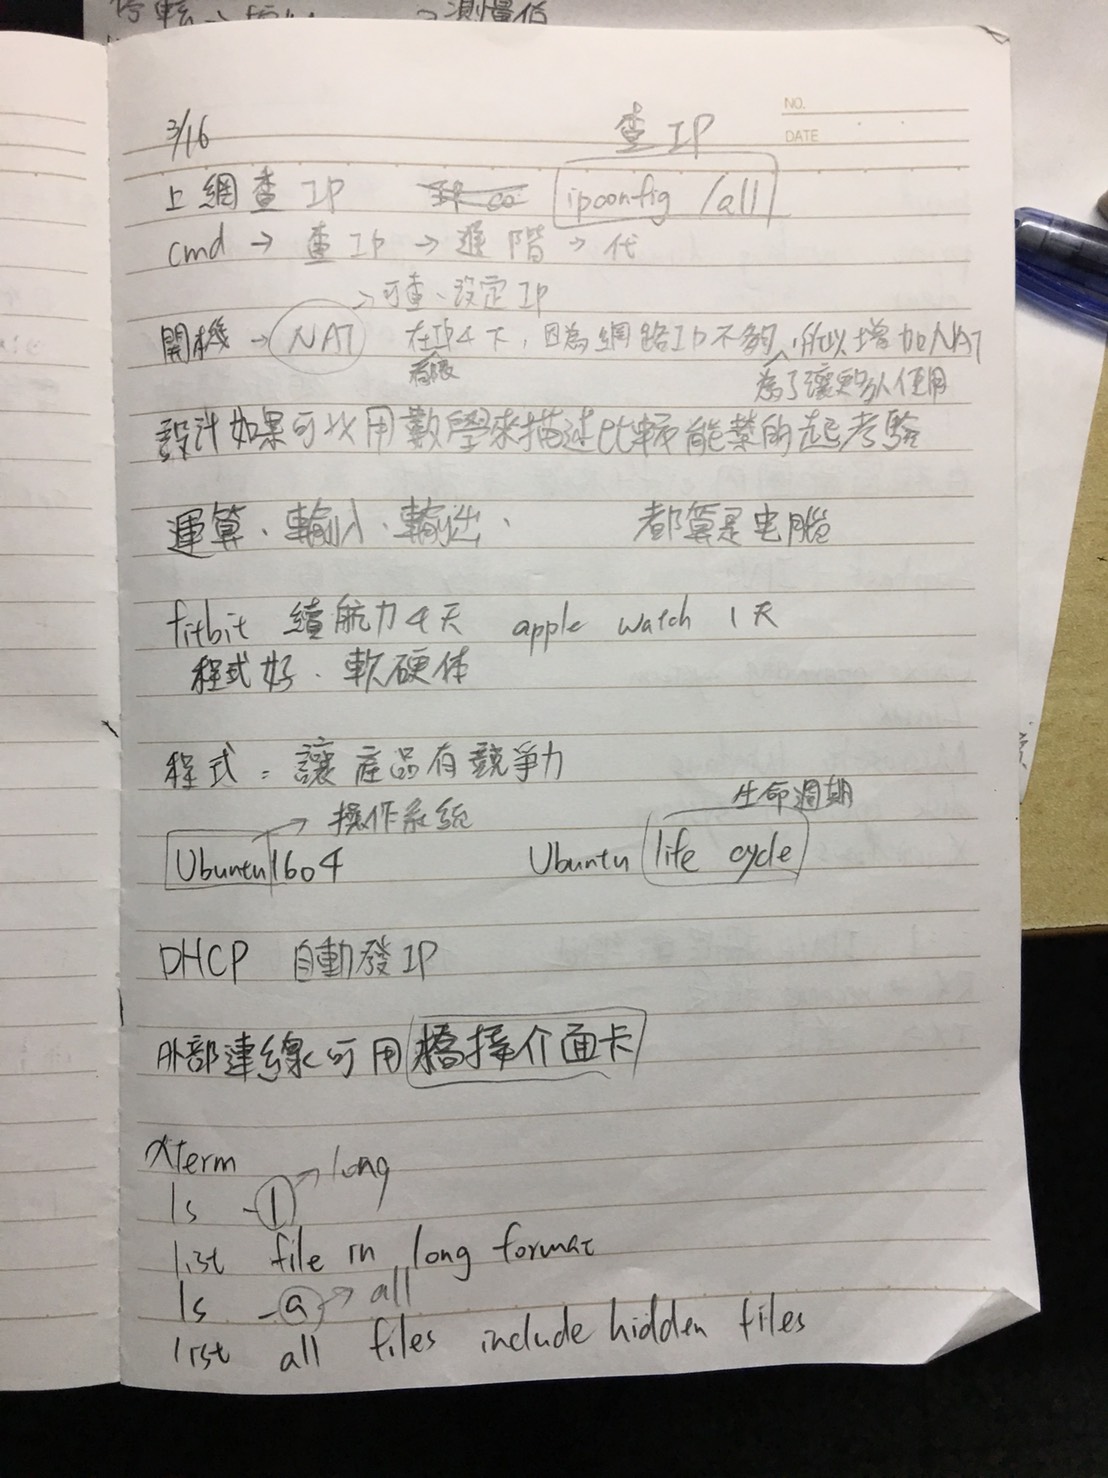 測量值
NO.
DATE
3/16
查IP
上網查IP ipconfig /all
cmd → 查IP → 進階 → 代
→ 可查、設定IP
開機 → NAT 在IP4下，因為網路IP不夠，所以增加NAT
有限 為了讓更多人使用
設計如果可以用數學來描述比較能禁的起考驗
運算、輸入、輸出、 都算是电腦
fitbit 續航力4天 apple watch 1天
程式好、軟硬体
程式：讓產品有競爭力
→ 操作系統 生命週期
Ubuntu 1604 Ubuntu life cycle
DHCP 自動發IP
外部連線可用橋接介面卡
xterm
ls -l → long
list file in long format
ls -a → all
list all files include hidden files